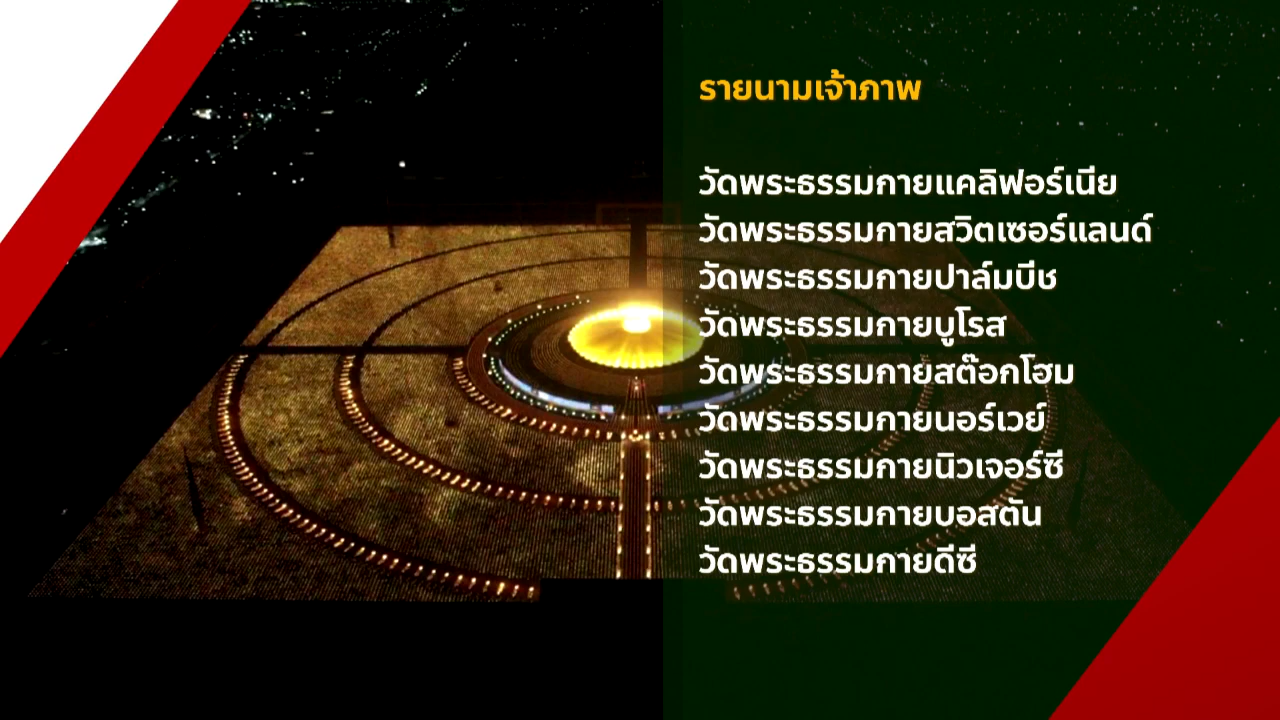 รายนามเจ้าภาพ
วัดพระธรรมกายแคลิฟอร์เนีย
วัดพระธรรมกายสวิตเซอร์แลนด์
วัดพระธรรมกายปาล์มบีช
วัดพระธรรมกายบูโรส
วัดพระธรรมกายสต๊อกโฮม
วัดพระธรรมกายนอร์เวย์
วัดพระธรรมกายนิวเจอร์ซี
วัดพระธรรมกายบอสตัน
วัดพระธรรมกายดีซี